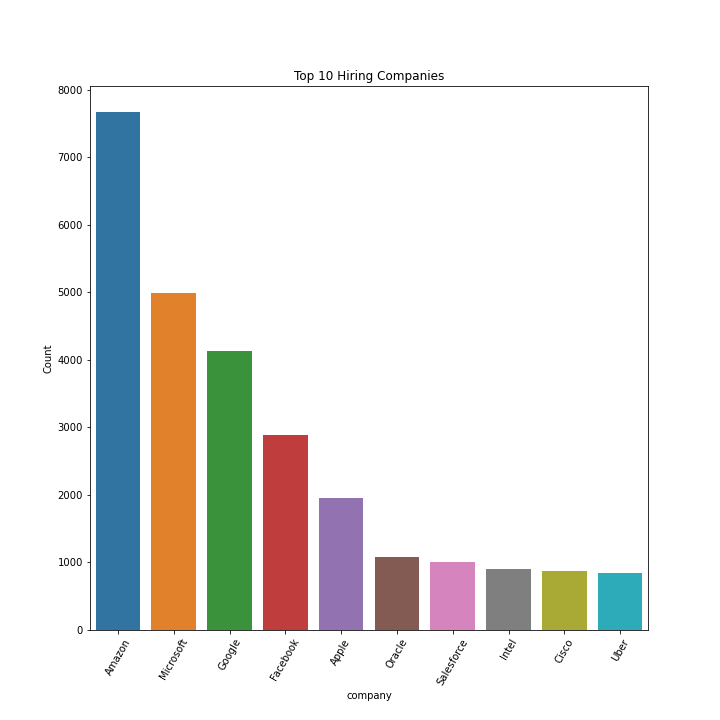 Top 10 Hiring Companies
8000
7000
6000
5000
4000
3000
2000
1000
0
Count
Amazon
Microsoft
Google
Facebook
Apple
Oracle
Salesforce
Intel
Cisco
Uber
company